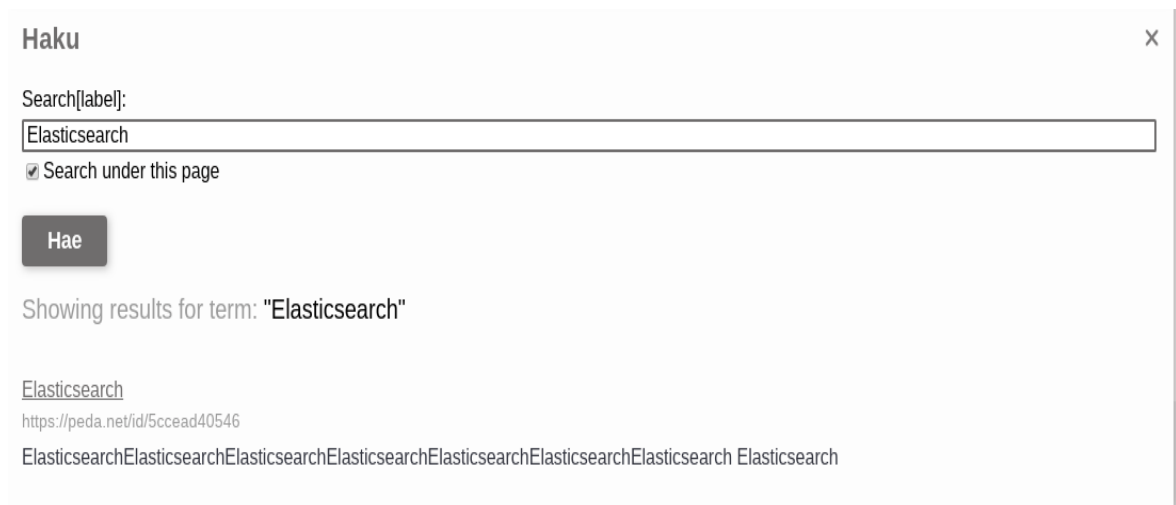 Haku
Search[label]:
Elasticsearch
Search under this page
Hae
Showing results for term: "Elasticsearch"
Elasticsearch
https://peda.net/id/5ccead40546
ElasticsearchElasticsearchElasticsearchElasticsearchElasticsearchElasticsearchElasticsearch Elasticsearch